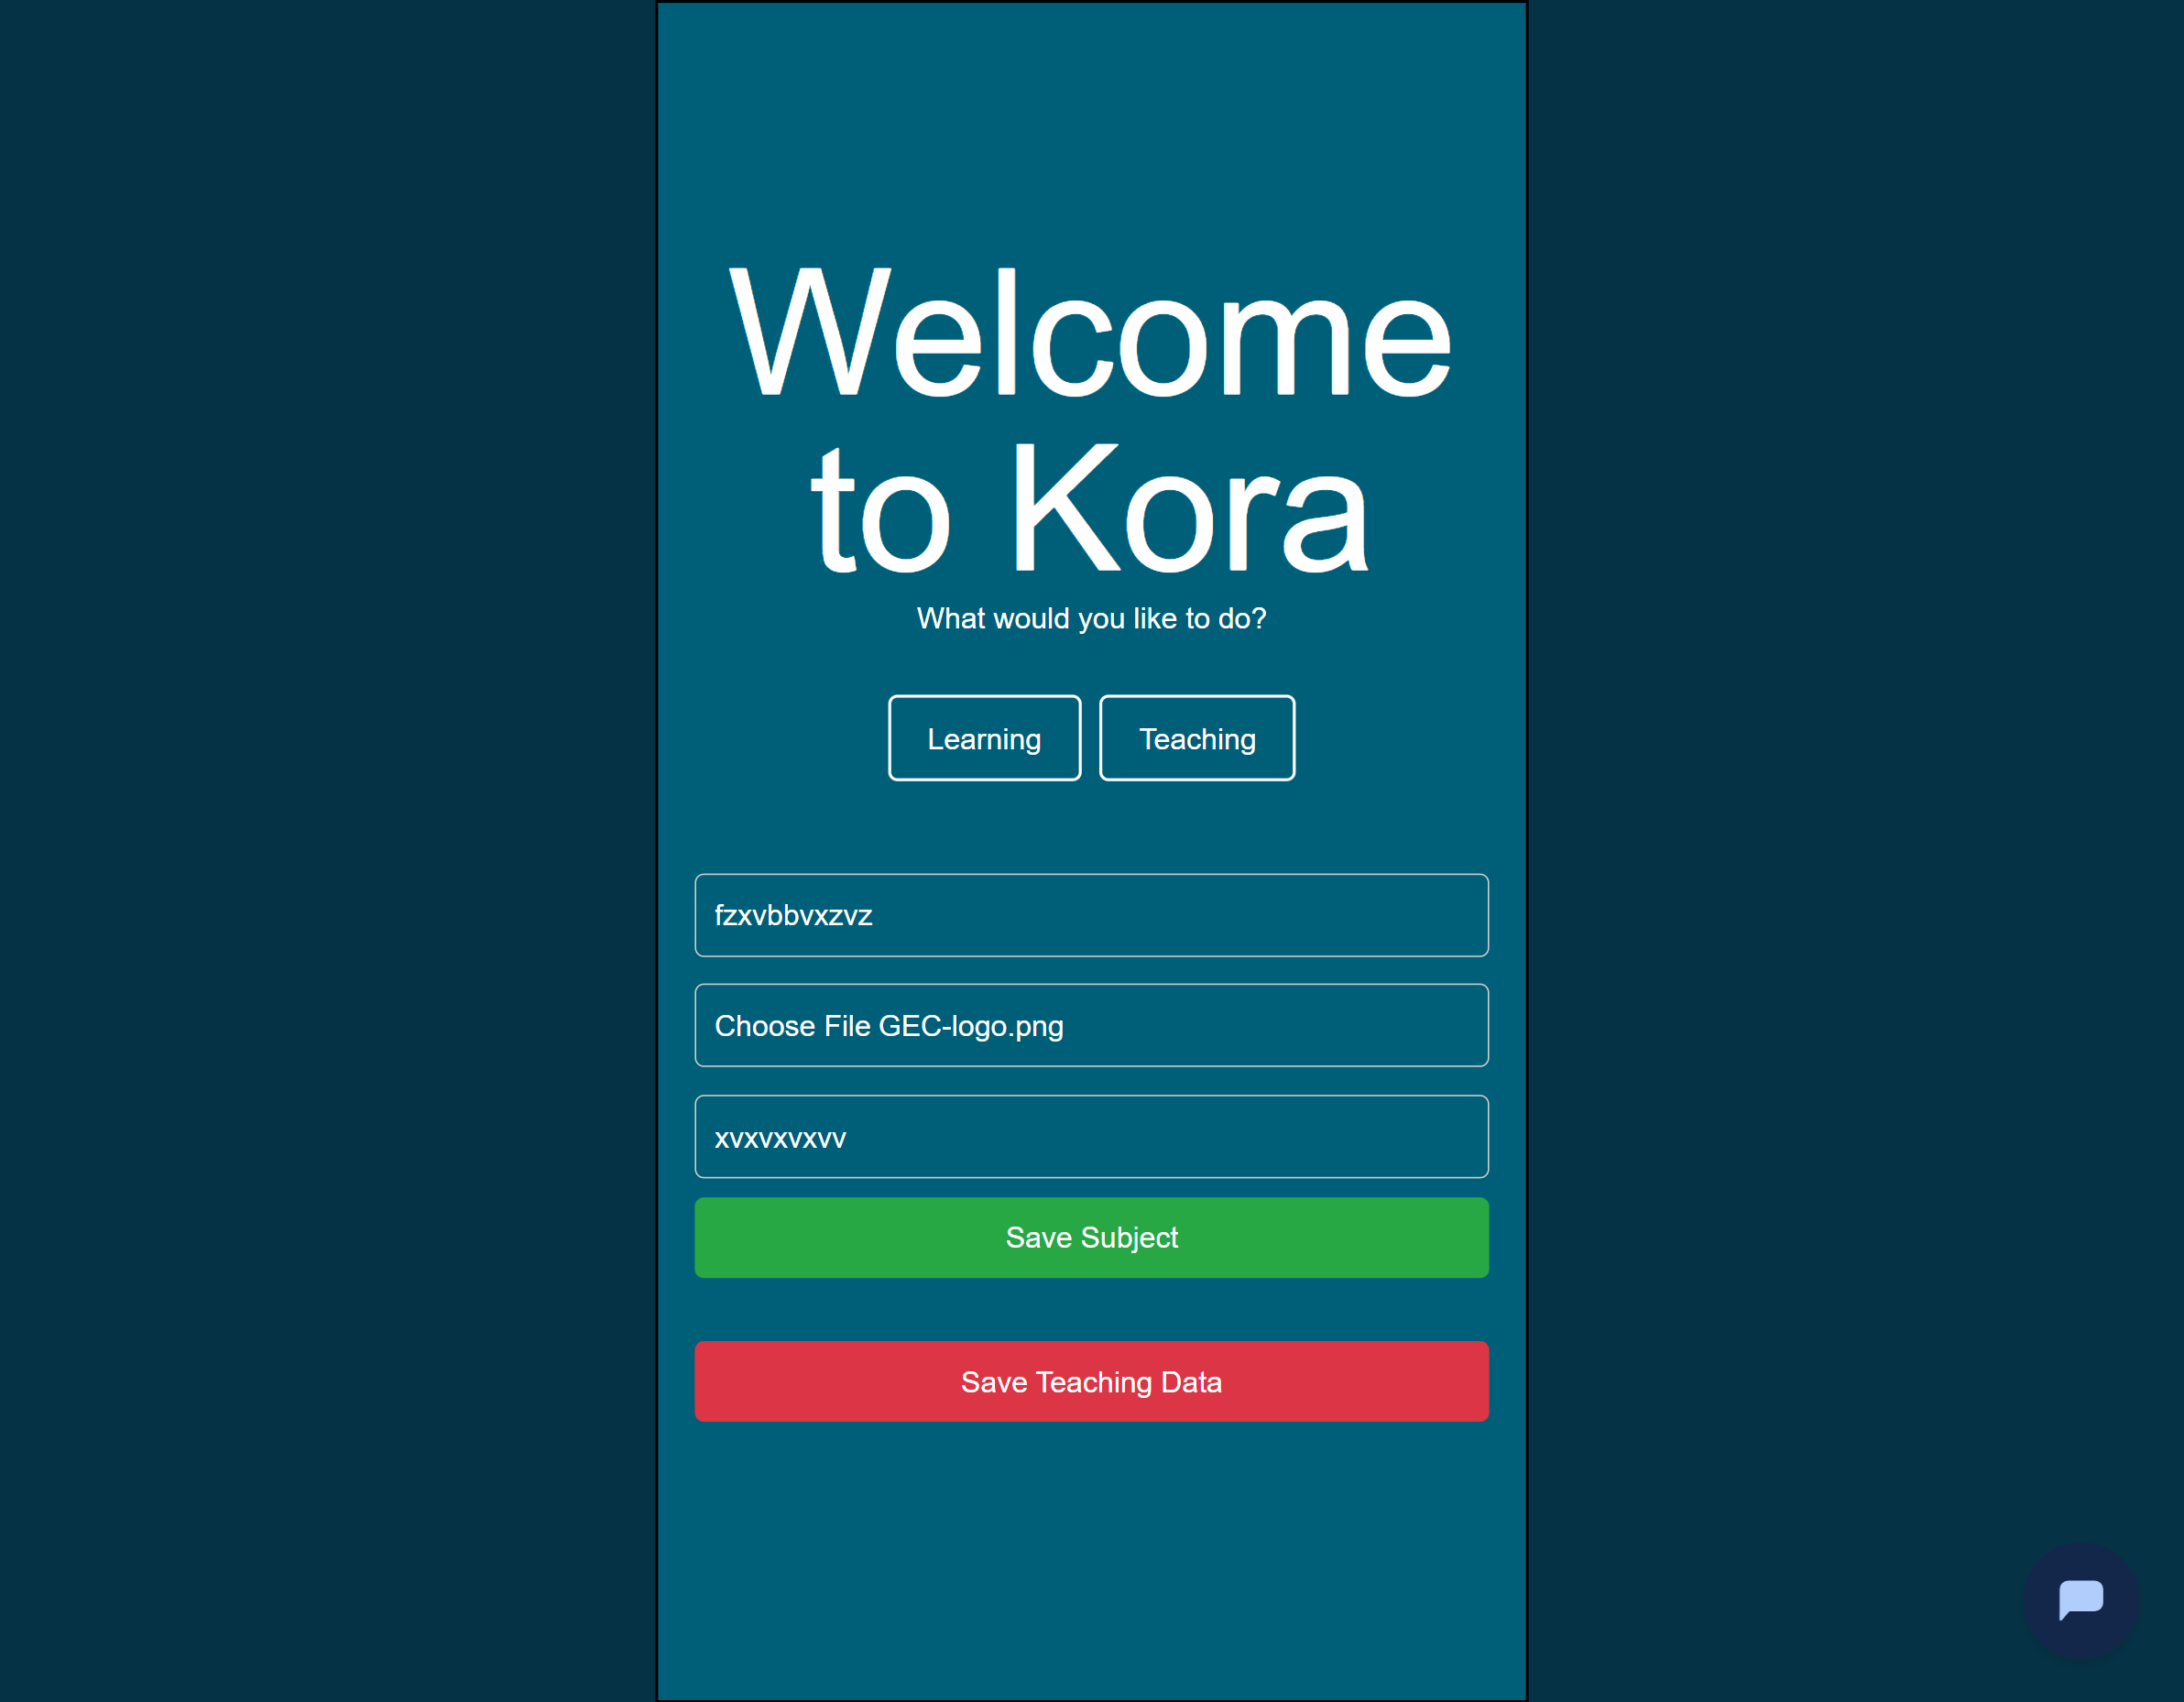 Welcome
to Kora
What would you like to do?
Learning Teaching
fzxvbbvxzvz
Choose File GEC-logo.png
xvxvxvxvv
Save Subject
Save Teaching Data